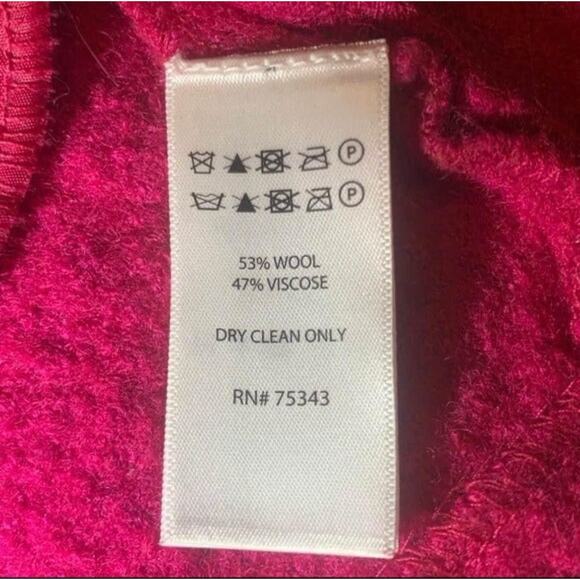 P
P
53% WOOL
47% VISCOSE
DRY CLEAN ONLY
RN# 75343